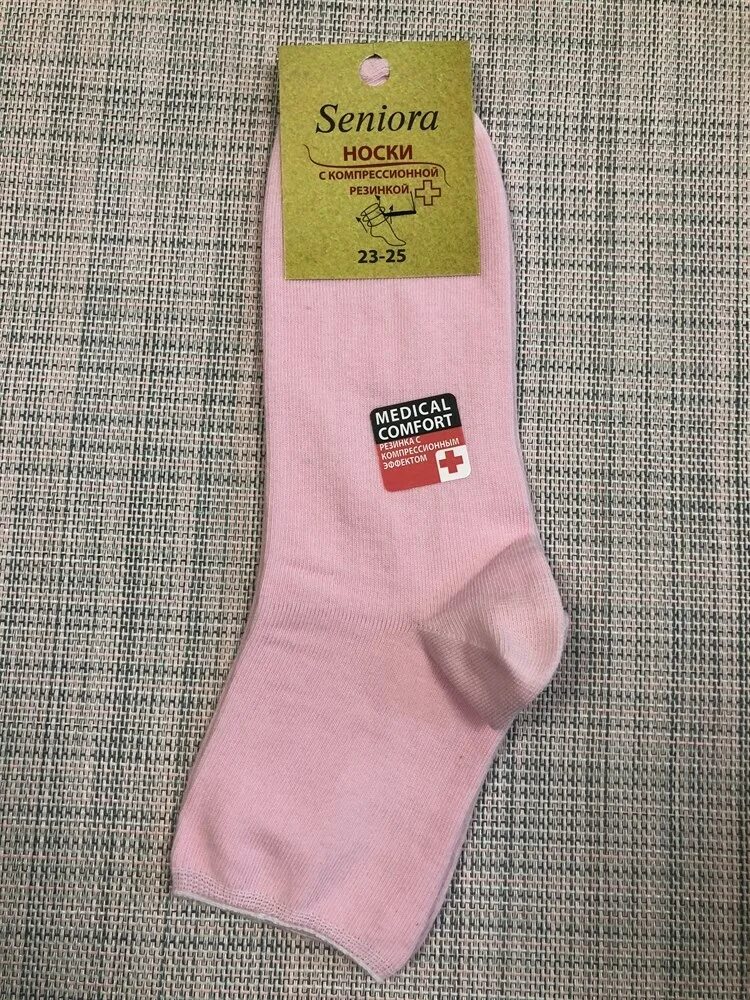 Seniora
НОСКИ
С КОМПРЕССИОННОЙ
РЕЗИНКОЙ
23-25
MEDICAL
COMFORT
РЕЗИНКА С
КОМПРЕССИОННЫМ
ЭФФЕКТОМ